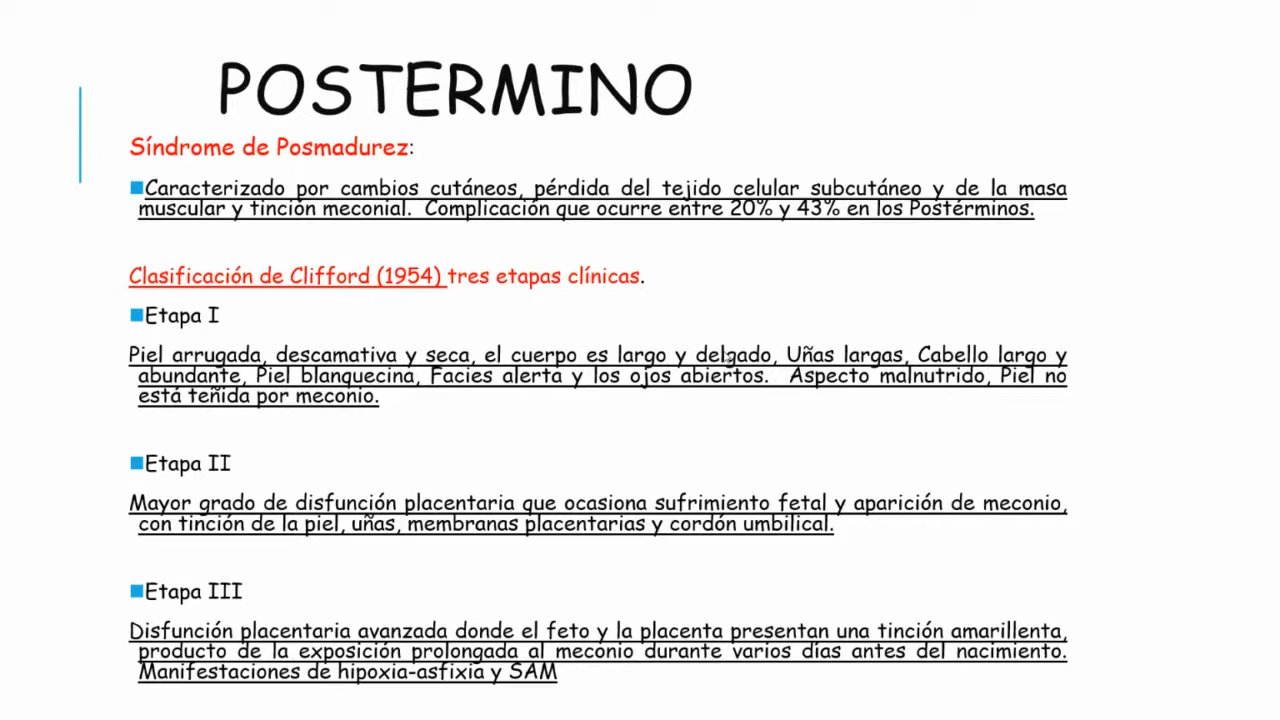 POSTERMINO
Síndrome de Posmadurez:
Caracterizado por cambios cutáneos, pérdida del tejido celular subcutáneo y de la masa
muscular y tinción meconial. Complicación que ocurre entre 20% y 43% en los Postérminos.
Clasificación de Clifford (1954) tres etapas clínicas.
Etapa I
Piel arrugada, descamativa y seca, el cuerpo es largo y delgado, Uñas largas, Cabello largo y
abundante, Piel blanquecina, Facies alerta y los ojos abiertos. Aspecto malnutrido, Piel no
está teñida por meconio.
Etapa II
Mayor grado de disfunción placentaria que ocasiona sufrimiento fetal y aparición de meconio,
con tinción de la piel, uñas, membranas placentarias y cordón umbilical.
Etapa III
Disfunción placentaria avanzada donde el feto y la placenta presentan una tinción amarillenta,
producto de la exposición prolongada al meconio durante varios días antes del nacimiento.
Manifestaciones de hipoxia-asfixia y SAM